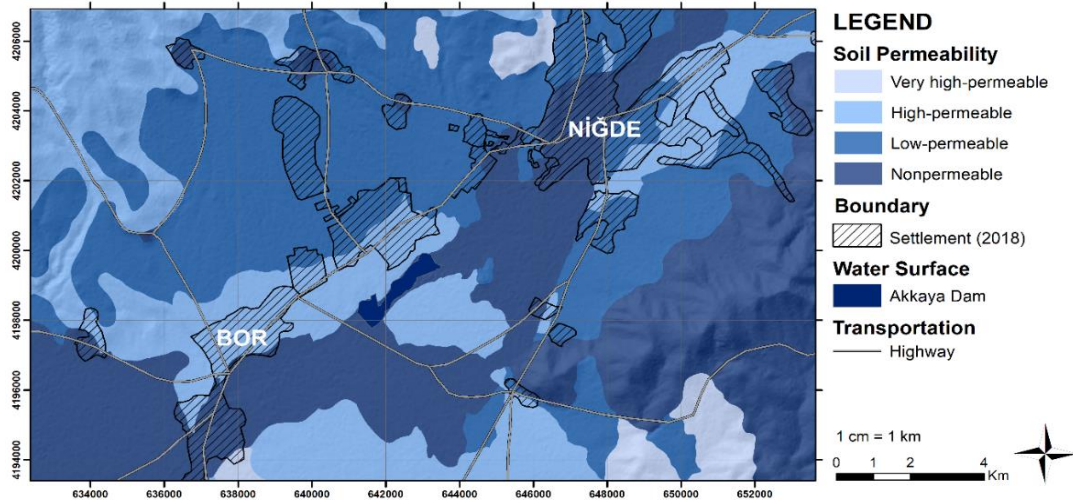 4206000
4204000
4202000
4200000
4198000
4196000
4194000
NİĞDE
BOR
634000 636000 638000 640000 642000 644000 646000 648000 650000 652000
LEGEND
Soil Permeability
Very high-permeable
High-permeable
Low-permeable
Nonpermeable
Boundary
Settlement (2018)
Water Surface
Akkaya Dam
Transportation
Highway
1 cm = 1 km
0 1 2 4
Km